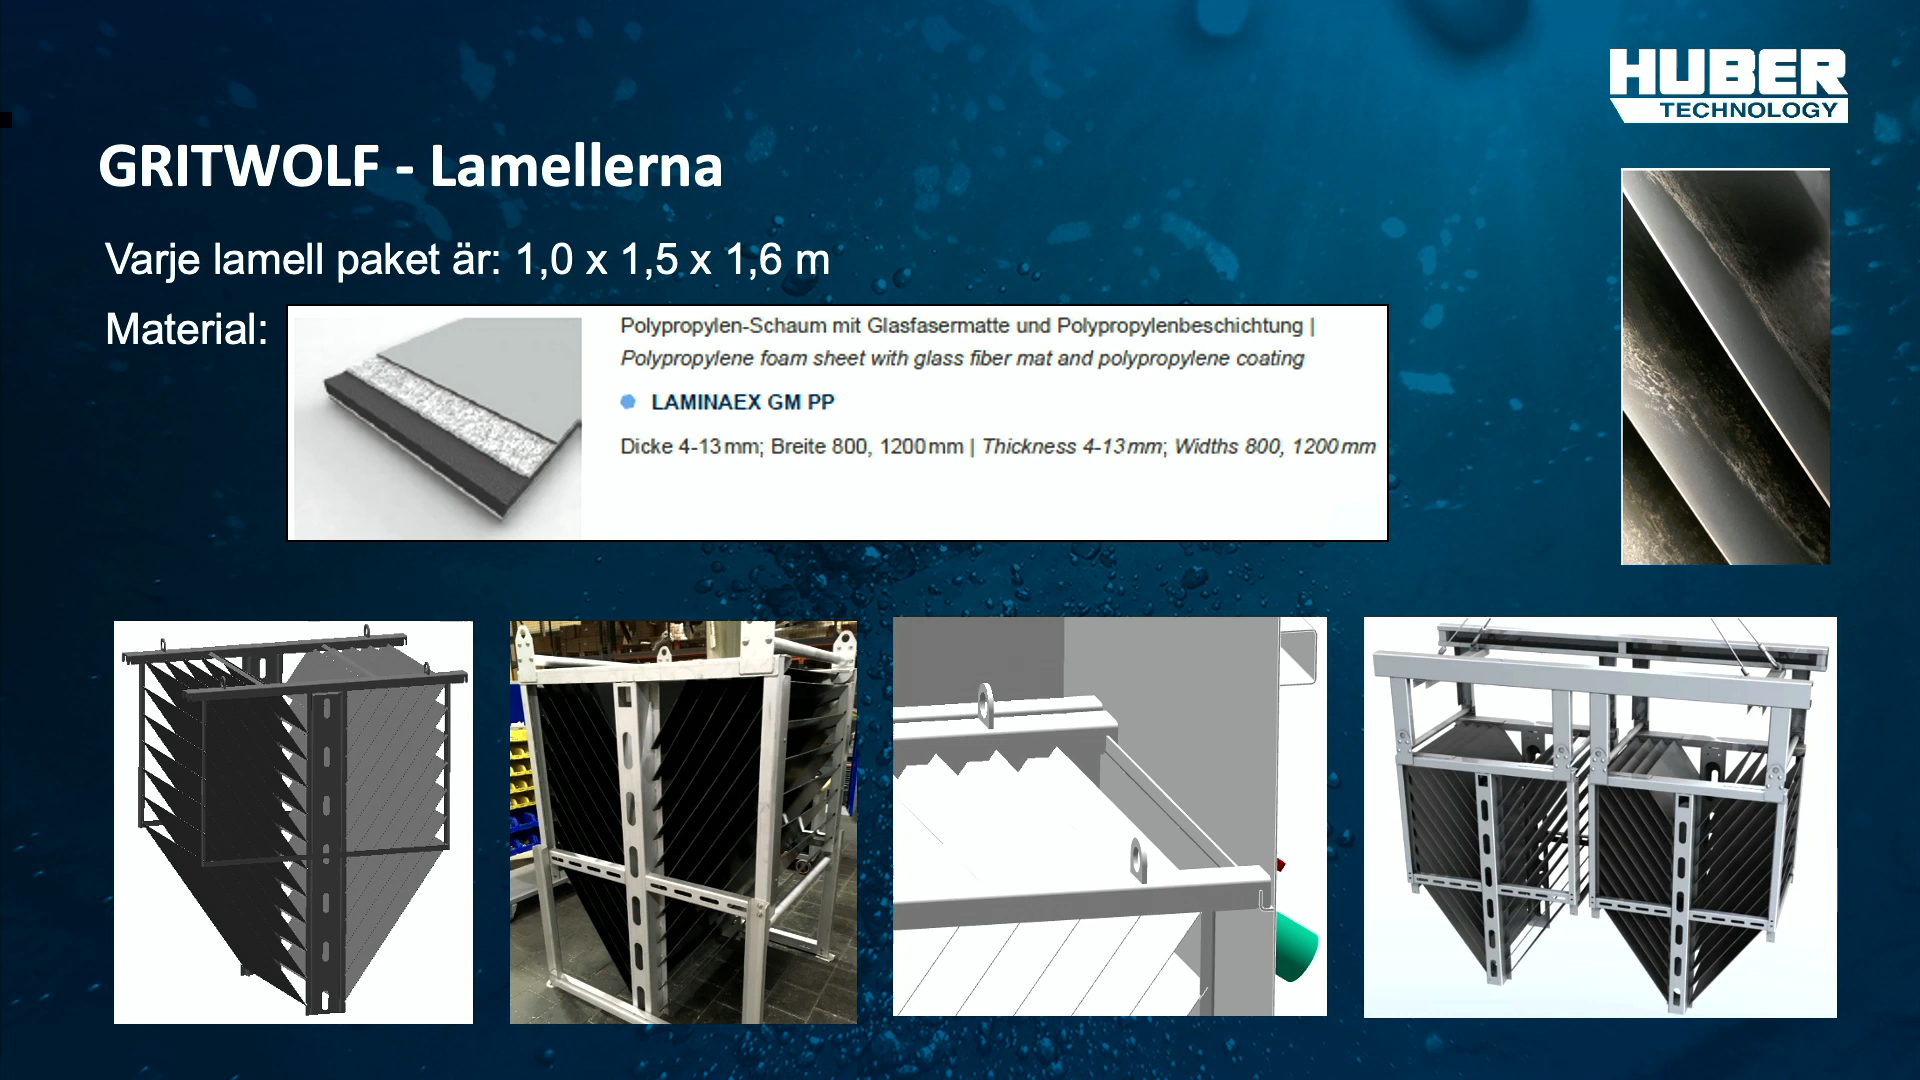 HUBER
TECHNOLOGY
GRITWOLF - Lamellerna
Varje lamell paket är: 1,0 x 1,5 x 1,6 m
Material:
Polypropylen-Schaum mit Glasfasermatte und Polypropylenbeschichtung |
Polypropylene foam sheet with glass fiber mat and polypropylene coating
LAMINAEX GM PP
Dicke 4-13 mm; Breite 800, 1200 mm | Thickness 4-13 mm; Widths 800, 1200 mm